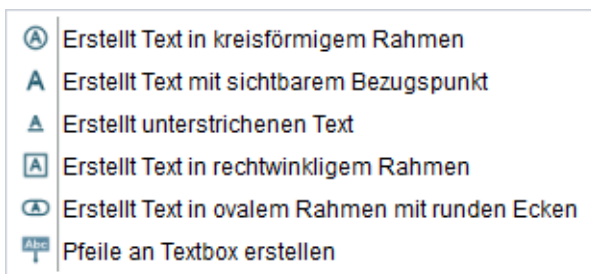 A Erstellt Text in kreisförmigem Rahmen
A Erstellt Text mit sichtbarem Bezugspunkt
A Erstellt unterstrichenen Text
A Erstellt Text in rechtwinkligem Rahmen
A Erstellt Text in ovalem Rahmen mit runden Ecken
Abc Pfeile an Textbox erstellen